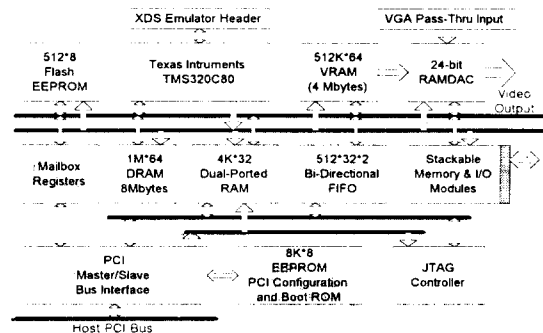 XDS Emulator Header
VGA Pass-Thru Input
512*8
Flash
EEPROM
Texas Intruments
TMS320C80
512K*64
VRAM
(4 Mbytes)
24-bit
RAMDAC
Video
Output
Mailbox
Registers
1M*64
DRAM
8Mbytes
4K*32
Dual-Ported
RAM
512*32*2
Bi-Directional
FIFO
Stackable
Memory & I/O
Modules
PCI
Master/Slave
Bus Interface
8K*8
EEPROM
PCI Configuration
and Boot ROM
JTAG
Controller
Host PCI Bus